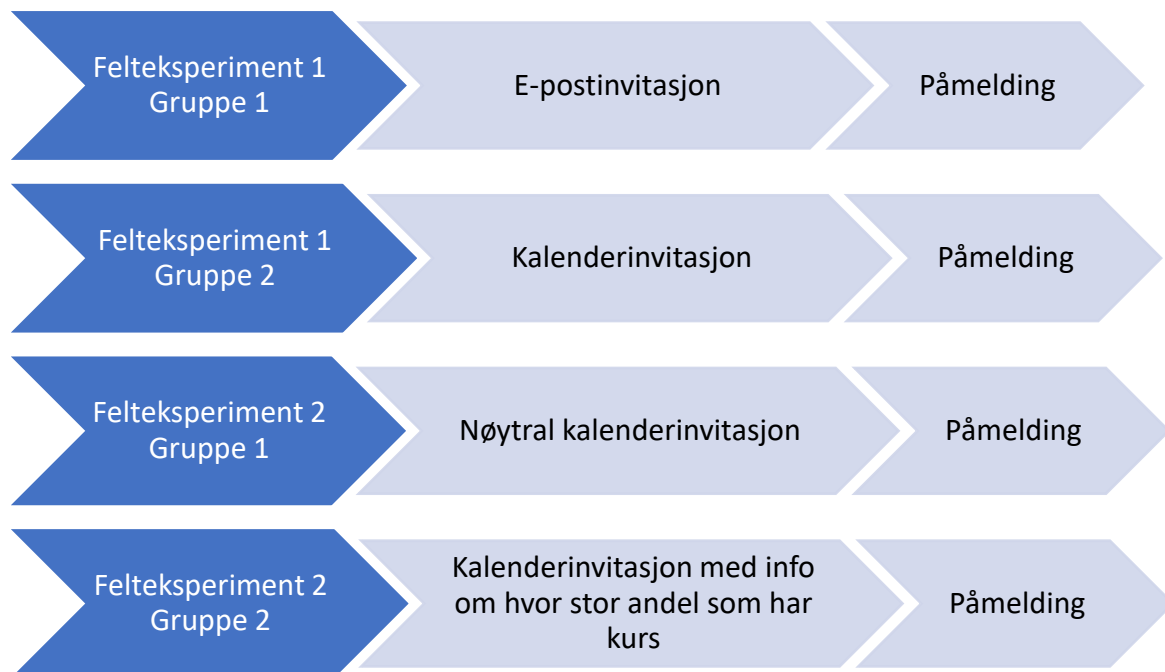 Felteksperiment 1
Gruppe 1
E-postinvitasjon
Påmelding
Felteksperiment 1
Gruppe 2
Kalenderinvitasjon
Påmelding
Felteksperiment 2
Gruppe 1
Nøytral kalenderinvitasjon
Påmelding
Felteksperiment 2
Gruppe 2
Kalenderinvitasjon med info
om hvor stor andel som har
kurs
Påmelding